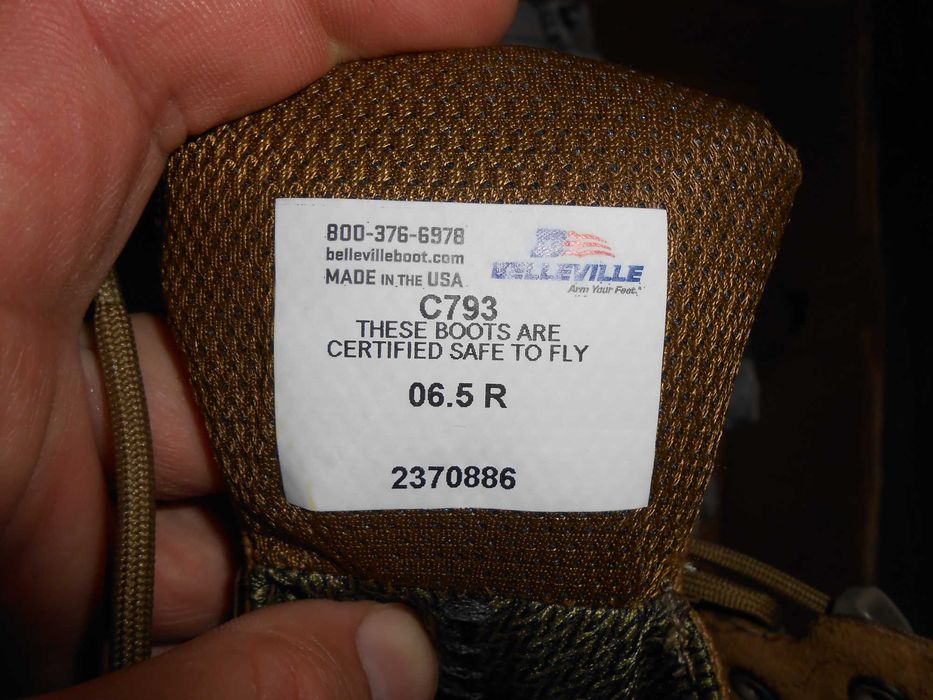 800-376-6978
bellevilleboot.com
MADE IN THE USA
BELLEVILLE
Arm Your Feet.™
C793
THESE BOOTS ARE
CERTIFIED SAFE TO FLY
06.5 R
2370886